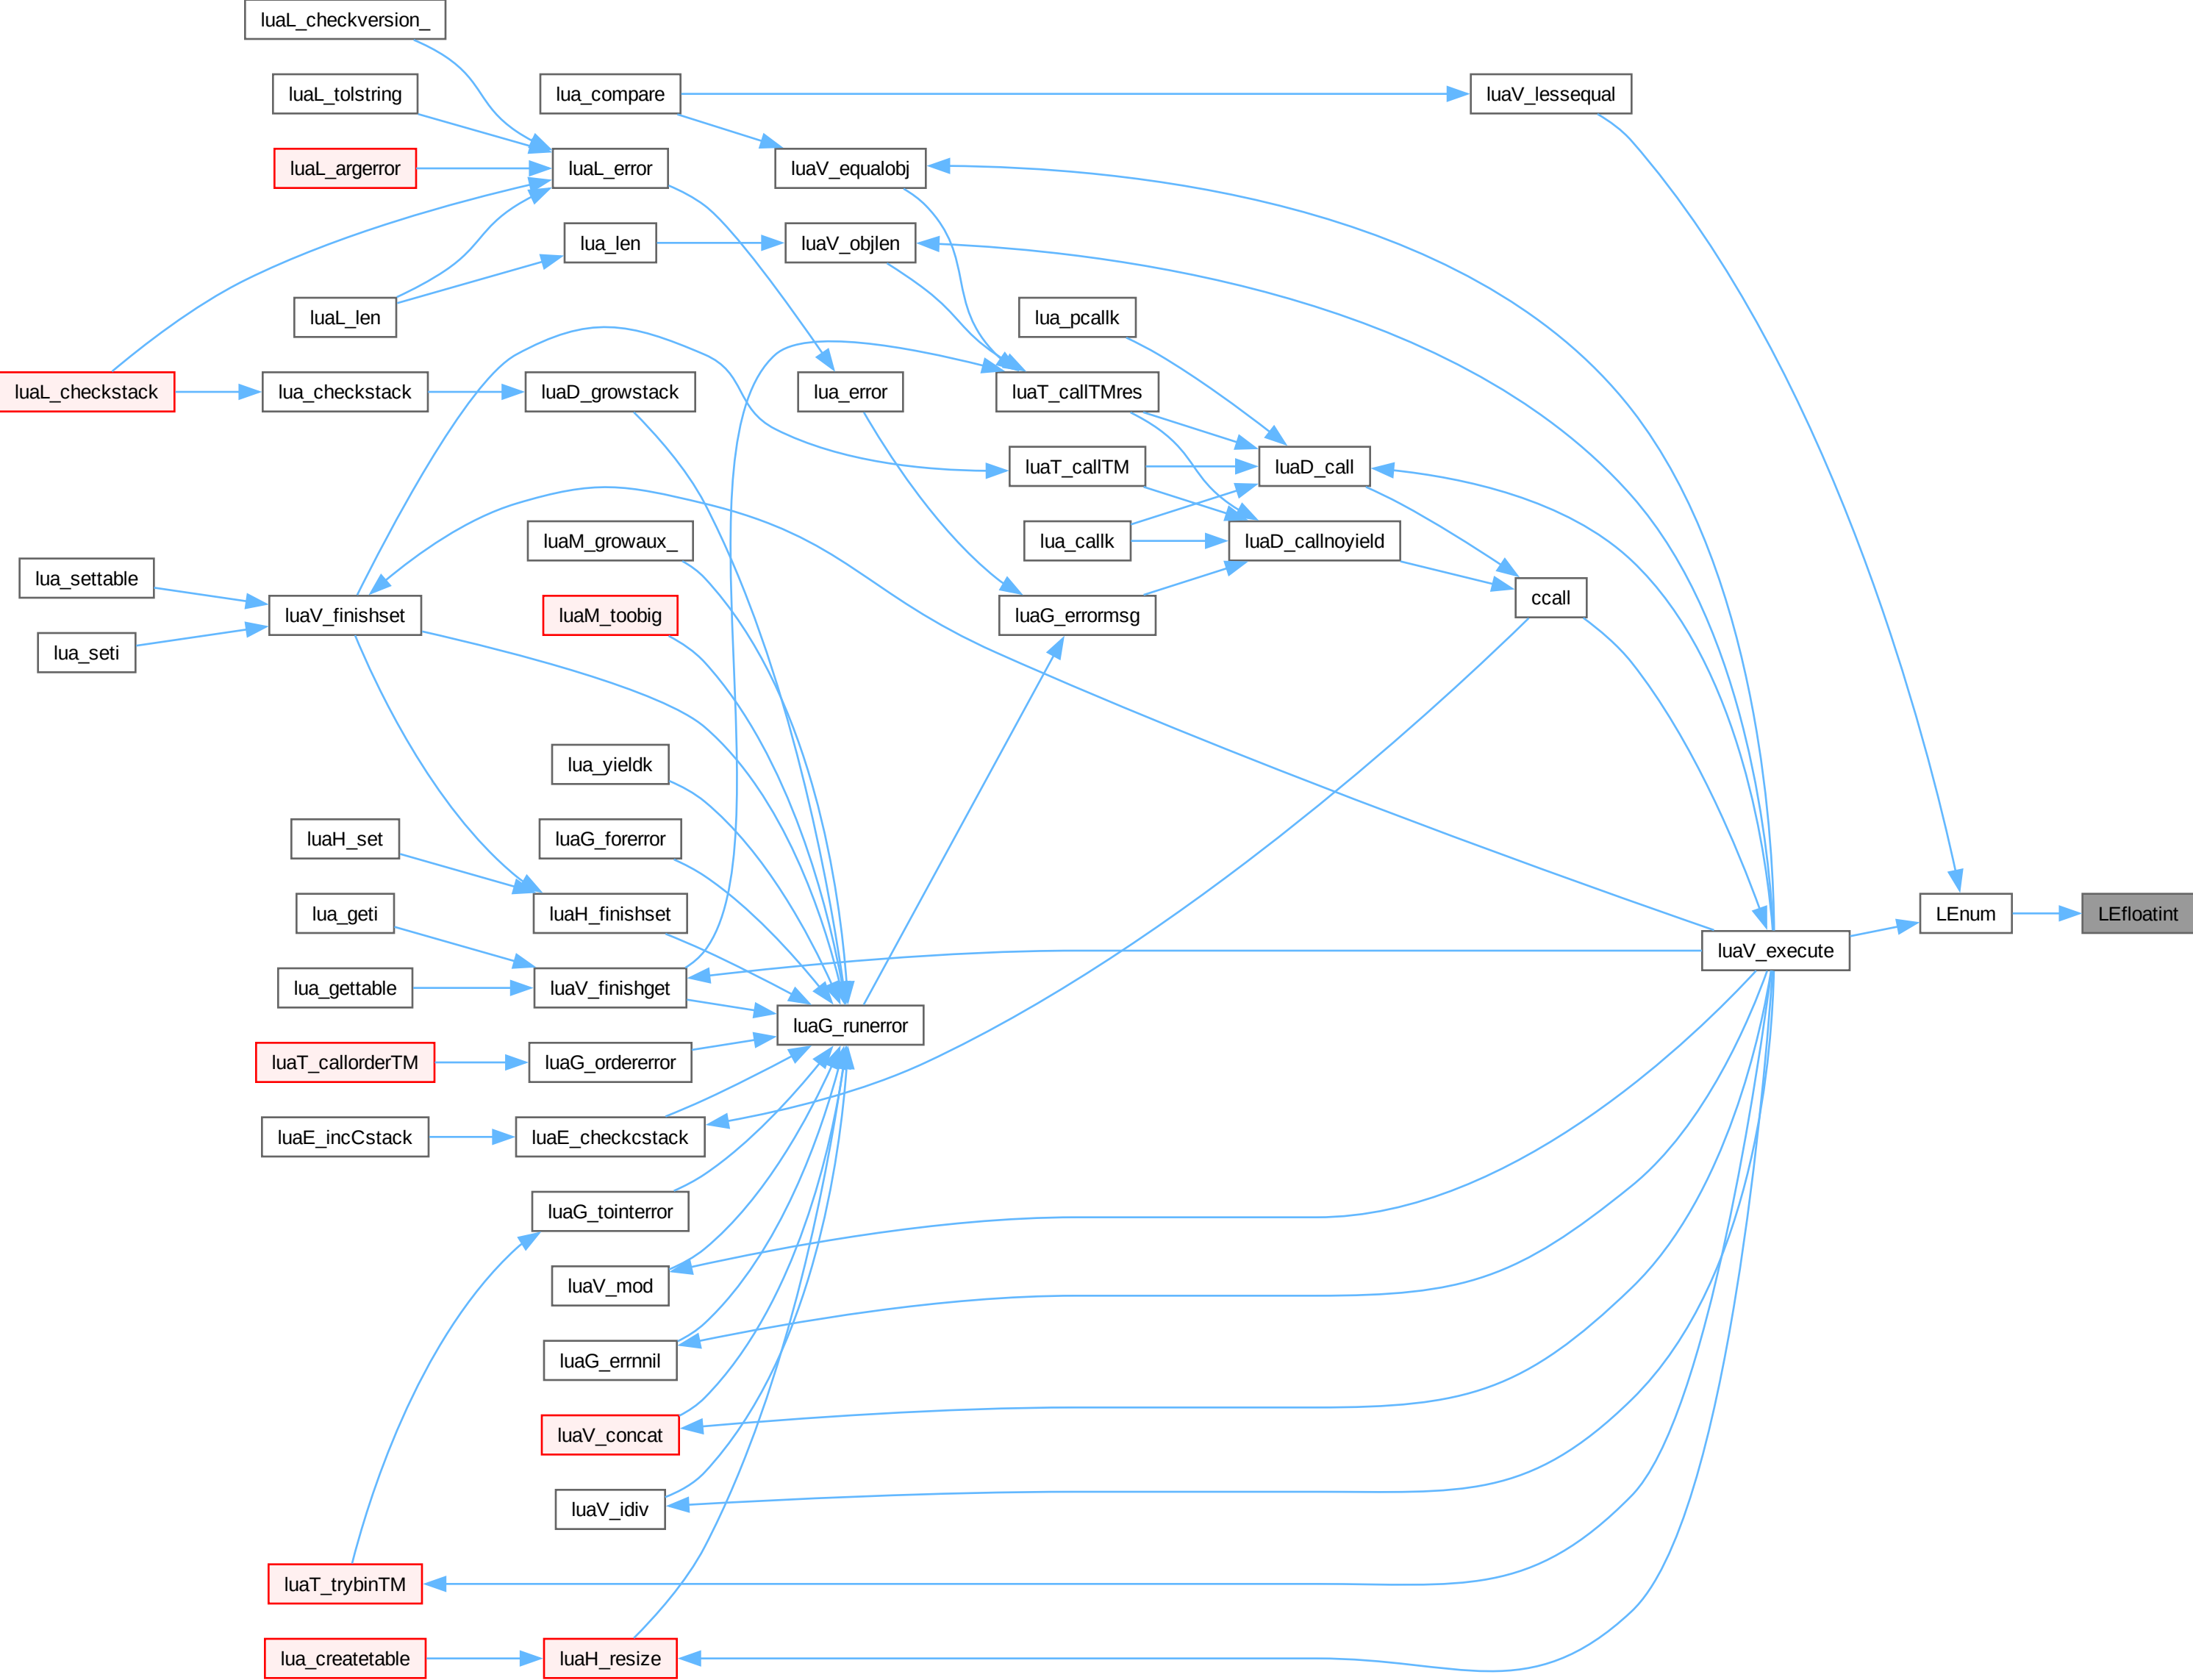 luaL_checkversion_
luaL_tolstring
lua_compare
luaV_lessequal
luaL_argerror
luaL_error
luaV_equalobj
lua_len
luaV_objlen
luaL_len
lua_pcallk
luaL_checkstack
lua_checkstack
luaD_growstack
lua_error
luaT_callTMres
luaT_callTM
luaD_call
luaM_growaux_
lua_callk
luaD_callnoyield
lua_settable
ccall
luaV_finishset
luaM_toobig
luaG_errormsg
lua_seti
lua_yieldk
luaH_set
luaG_forerror
lua_geti
luaH_finishset
LEnum
LEfloatint
luaV_execute
lua_gettable
luaV_finishget
luaG_runerror
luaT_callorderTM
luaG_ordererror
luaE_incCstack
luaE_checkcstack
luaG_tointerror
luaV_mod
luaG_errnnil
luaV_concat
luaV_idiv
luaT_trybinTM
lua_createtable
luaH_resize